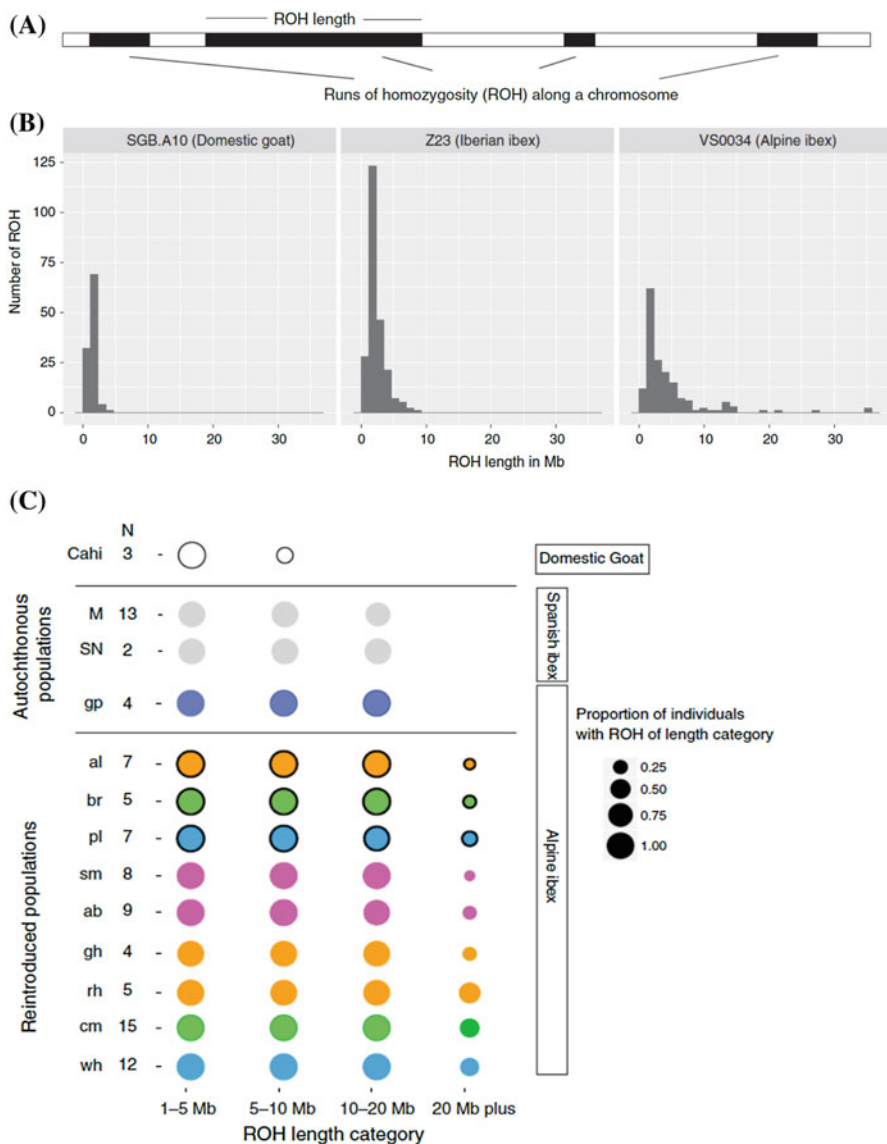 (A)
ROH length
Runs of homozygosity (ROH) along a chromosome
(B)
SGB.A10 (Domestic goat)
Z23 (Iberian ibex)
VS0034 (Alpine ibex)
Number of ROH
125
100
75
50
25
0
0 10 20 30
0 10 20 30
0 10 20 30
ROH length in Mb
(C)
N
Cahi 3 -
Domestic Goat
Autochthonous
populations
M 13 -
SN 2 -
gp 4 -
Spanish ibex
Reintroduced populations
al 7 -
br 5 -
pl 7 -
sm 8 -
ab 9 -
gh 4 -
rh 5 -
cm 15 -
wh 12 -
Alpine ibex
Proportion of individuals
with ROH of length category
0.25
0.50
0.75
1.00
1–5 Mb 5–10 Mb 10–20 Mb 20 Mb plus
ROH length category